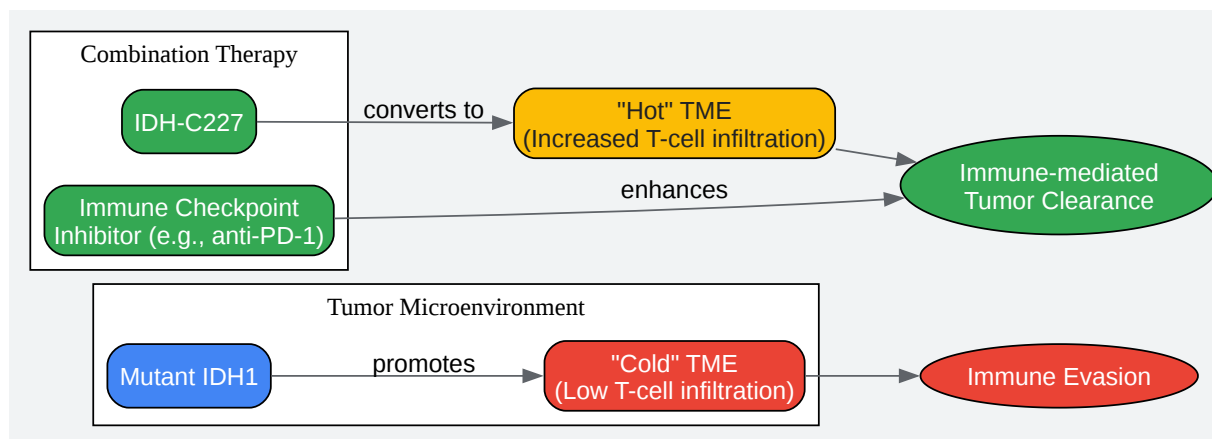 Combination Therapy
IDH-C227
converts to
"Hot" TME
(Increased T-cell infiltration)
Immune Checkpoint
Inhibitor (e.g., anti-PD-1)
enhances
Immune-mediated
Tumor Clearance
Tumor Microenvironment
Mutant IDH1
promotes
"Cold" TME
(Low T-cell infiltration)
Immune Evasion